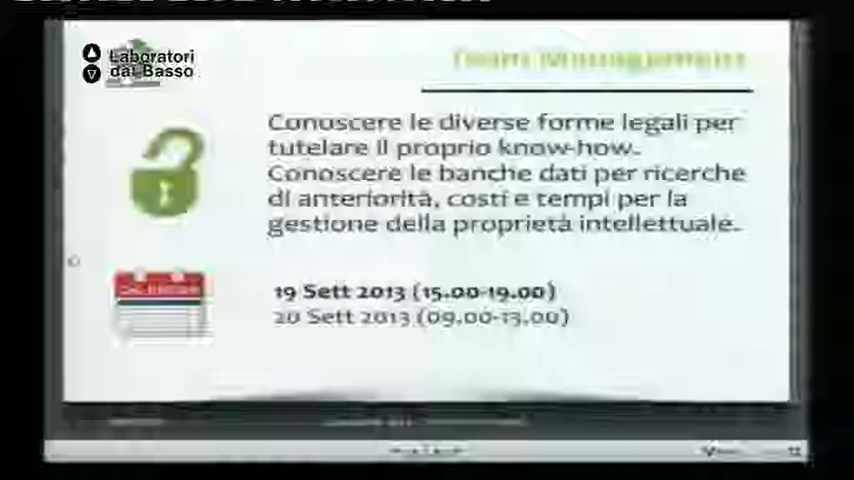 Laboratori
dal Basso
Team Management
Conoscere le diverse forme legali per
tutelare il proprio know-how.
Conoscere le banche dati per ricerche
di anteriorità, costi e tempi per la
gestione della proprietà intellettuale.
19 Sett 2013 (15.00-19.00)
20 Sett 2013 (09.00-13.00)